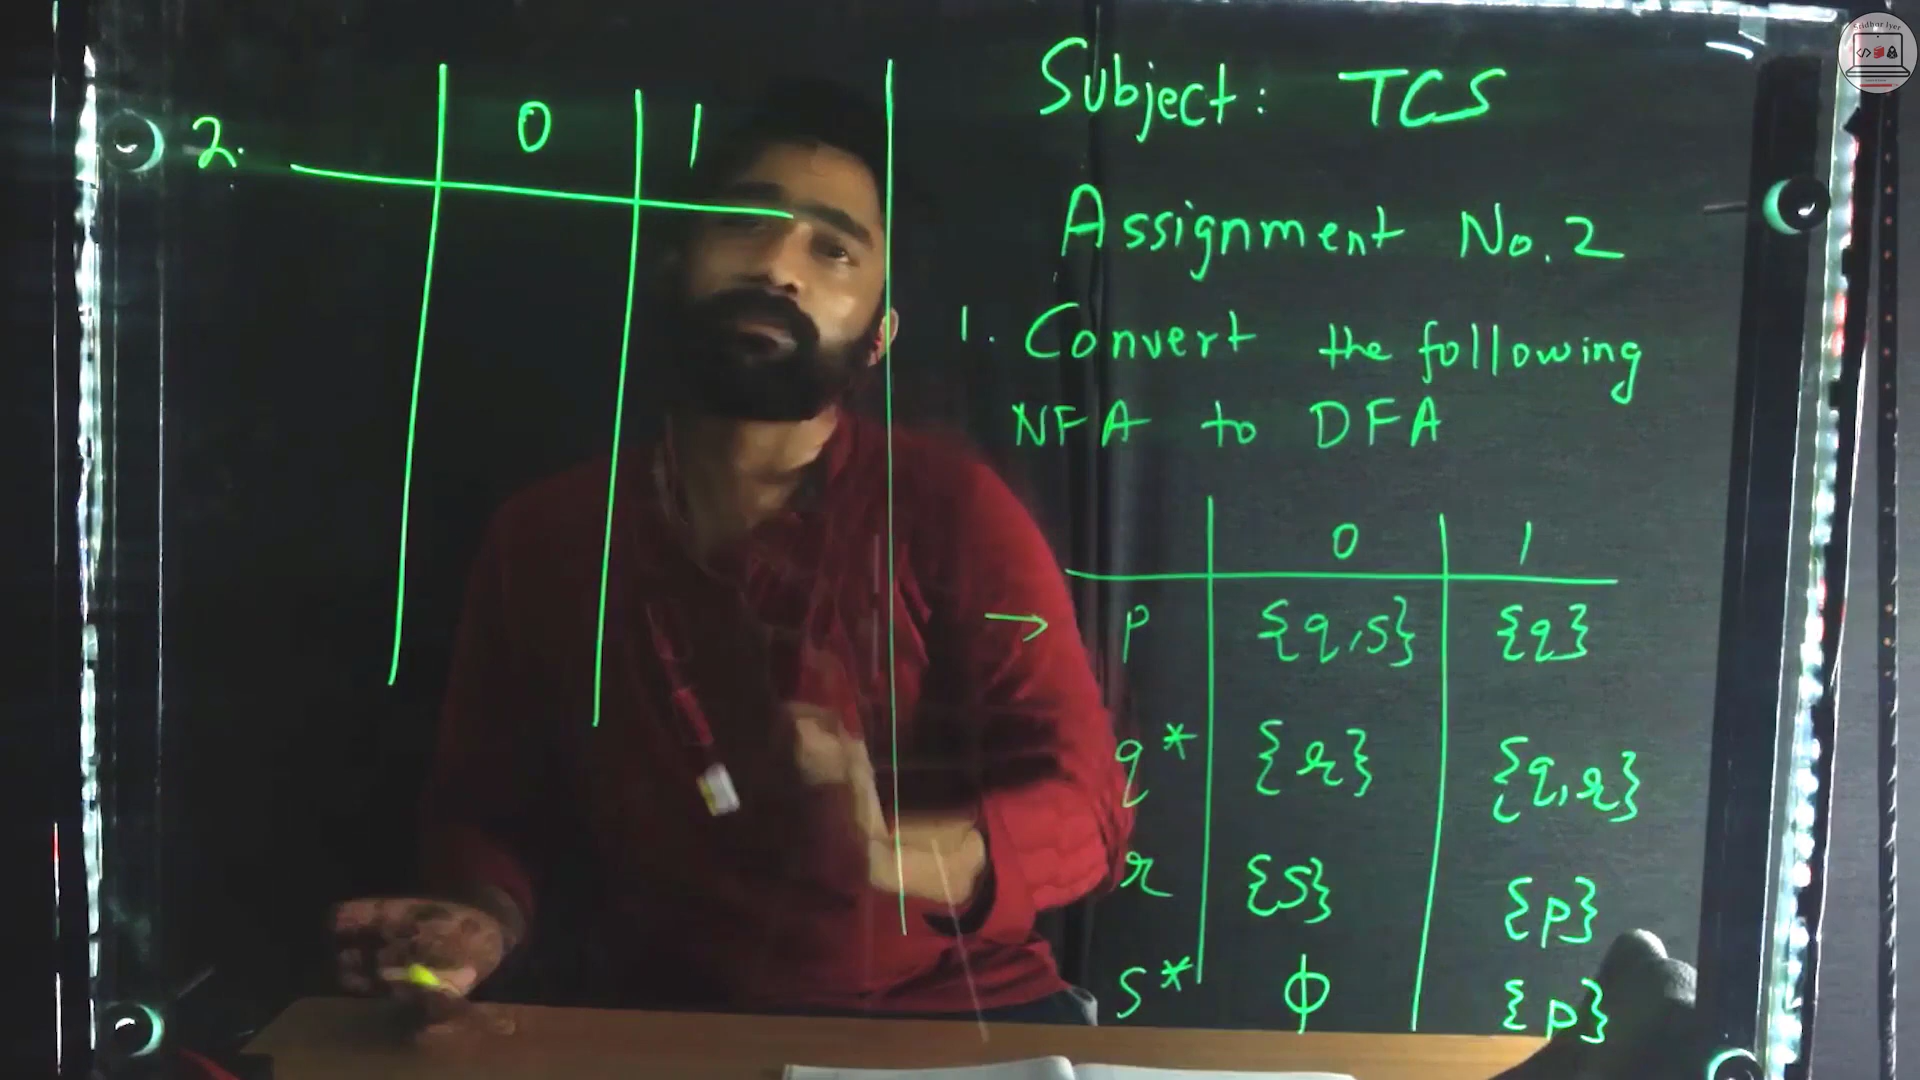 2.
0 1
Subject: TCS
Assignment No. 2
1. Convert the following
NFA to DFA
0 1
→ p {q,s} {q}
q* {r} {q,r}
r {s} {p}
s* ϕ {p}